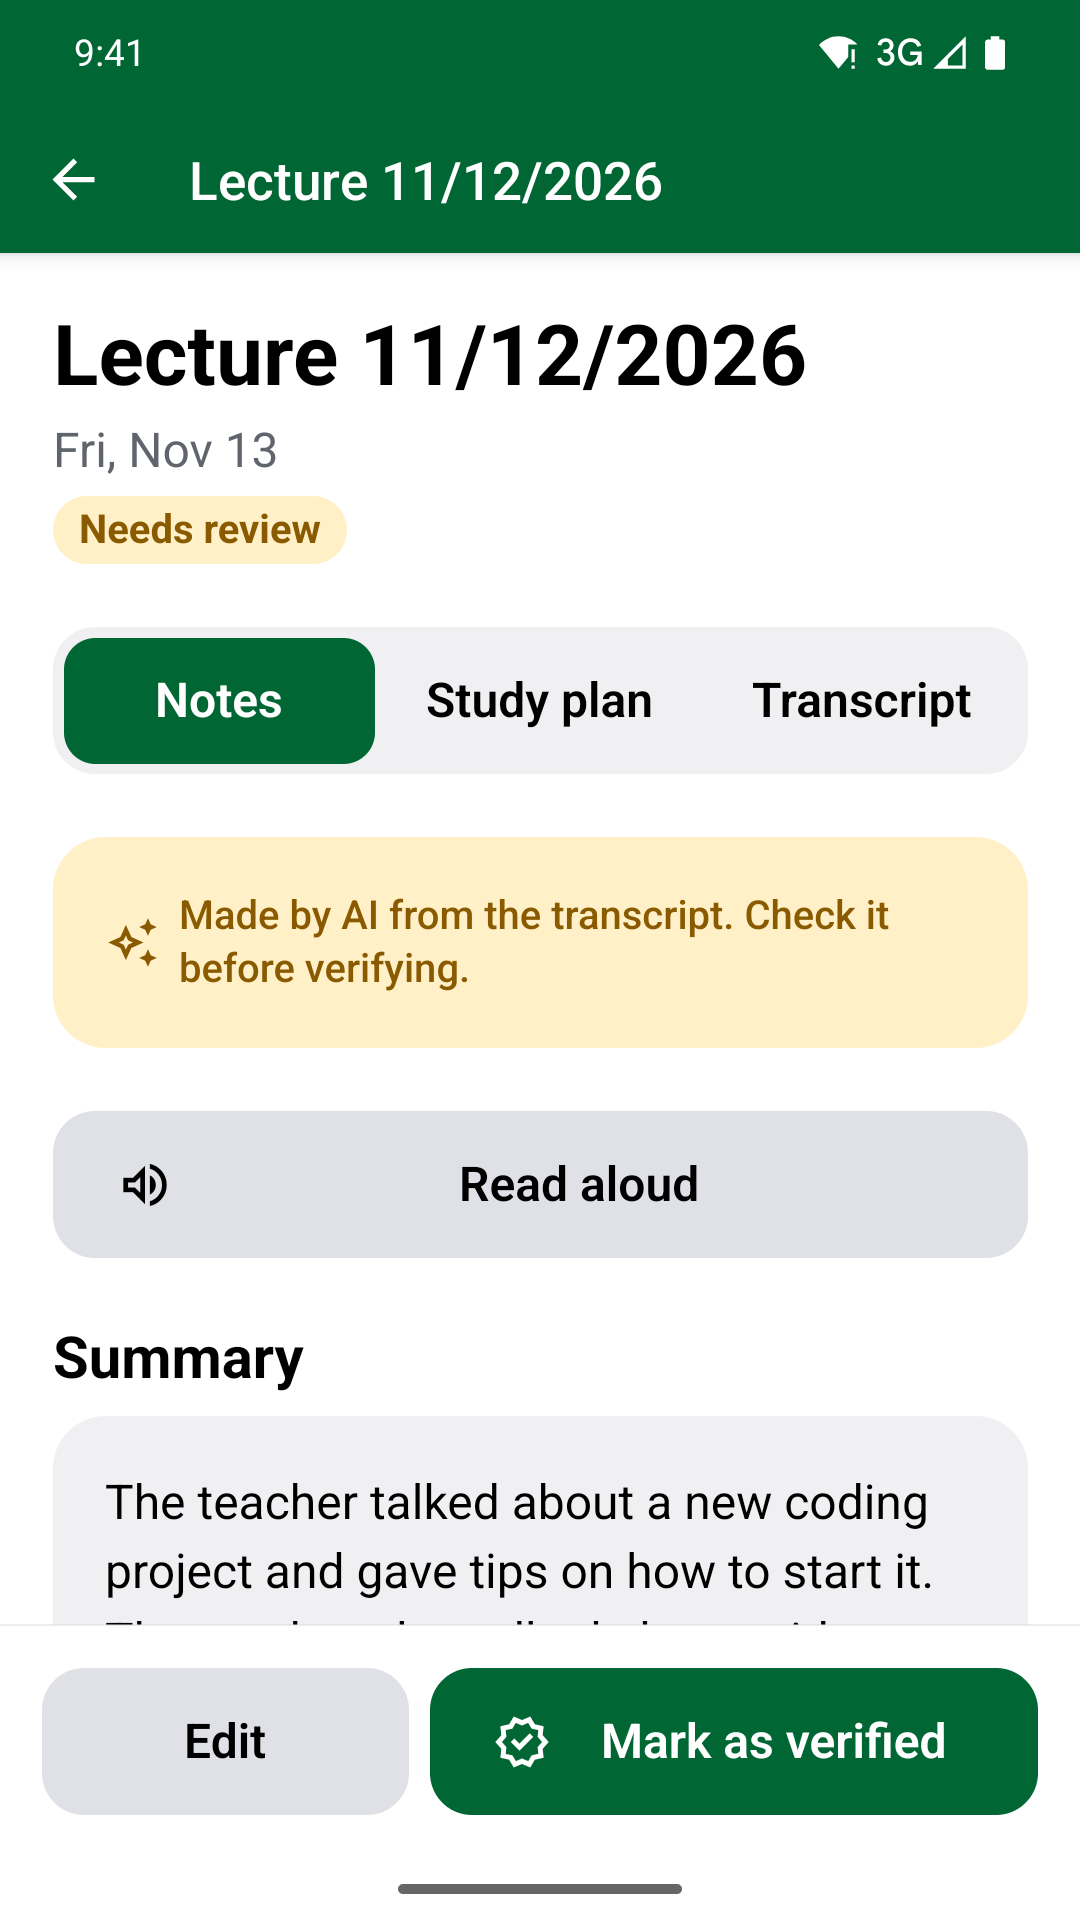 9:41
3G
Lecture 11/12/2026
Lecture 11/12/2026
Fri, Nov 13
Needs review
Notes
Study plan
Transcript
Made by AI from the transcript. Check it
before verifying.
Read aloud
Summary
The teacher talked about a new coding
project and gave tips on how to start it.
Edit
Mark as verified